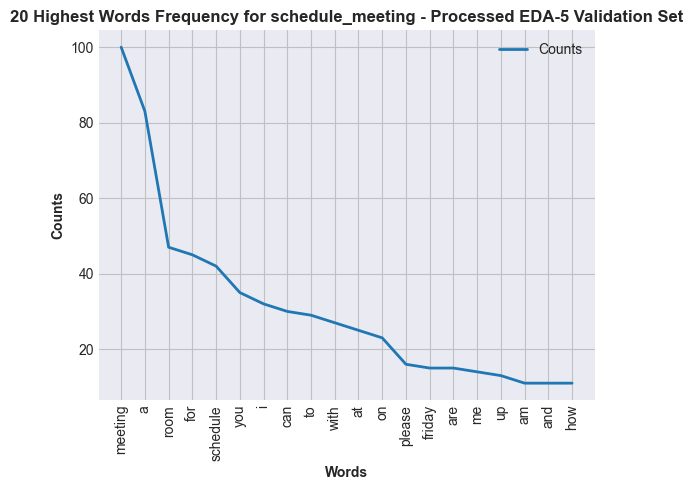 20 Highest Words Frequency for schedule_meeting - Processed EDA-5 Validation Set
Counts
100
80
60
40
20
Counts
meeting
a
room
for
schedule
you
i
can
to
with
at
on
please
friday
are
me
up
am
and
how
Words